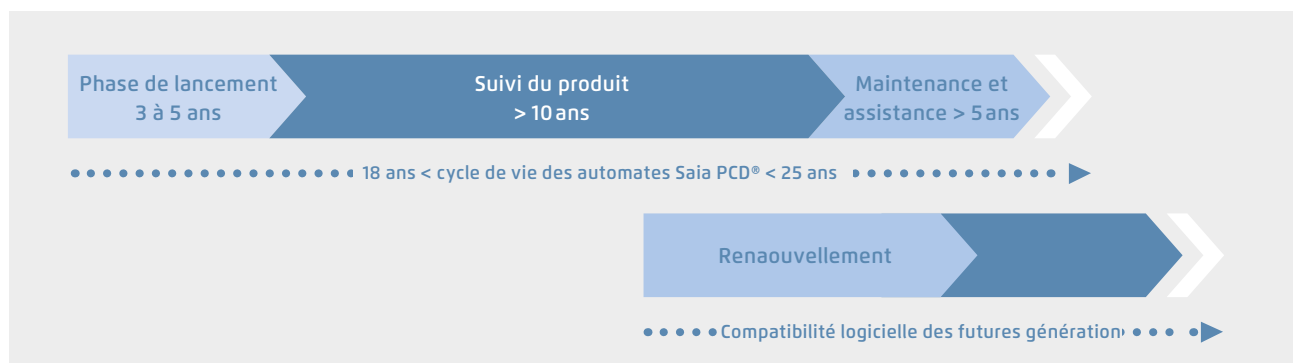 Phase de lancement
3 à 5 ans
Suivi du produit
> 10 ans
Maintenance et
assistance > 5 ans
18 ans < cycle de vie des automates Saia PCD® < 25 ans
Renaouvellement
Compatibilité logicielle des futures génération